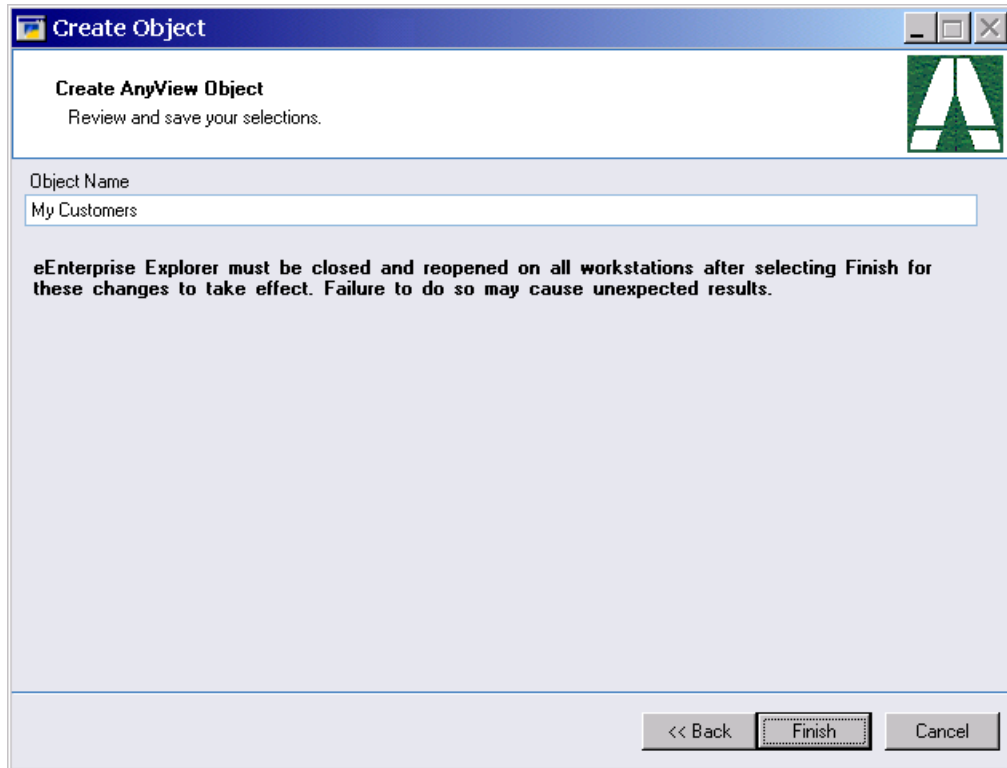 Create Object
Create AnyView Object
Review and save your selections.
Object Name
My Customers
eEnterprise Explorer must be closed and reopened on all workstations after selecting Finish for
these changes to take effect. Failure to do so may cause unexpected results.
<< Back Finish Cancel